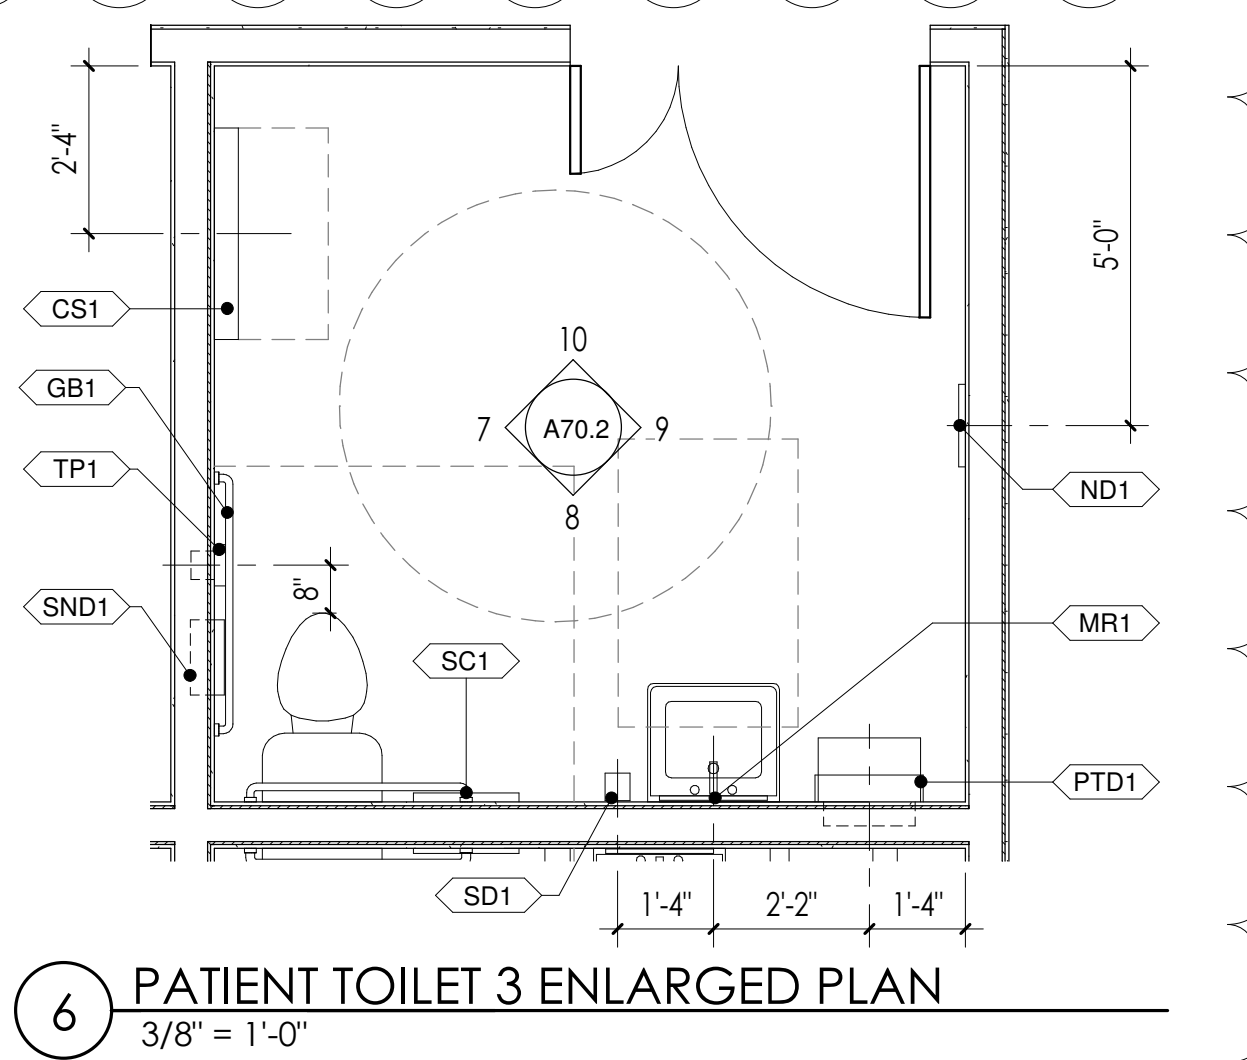 2'-4"
5'-0"
CS1
10
GB1
7
A70.2
9
TP1
ND1
8
8"
SND1
MR1
SC1
PTD1
SD1
1'-4"
2'-2"
1'-4"
6
PATIENT TOILET 3 ENLARGED PLAN
3/8" = 1'-0"